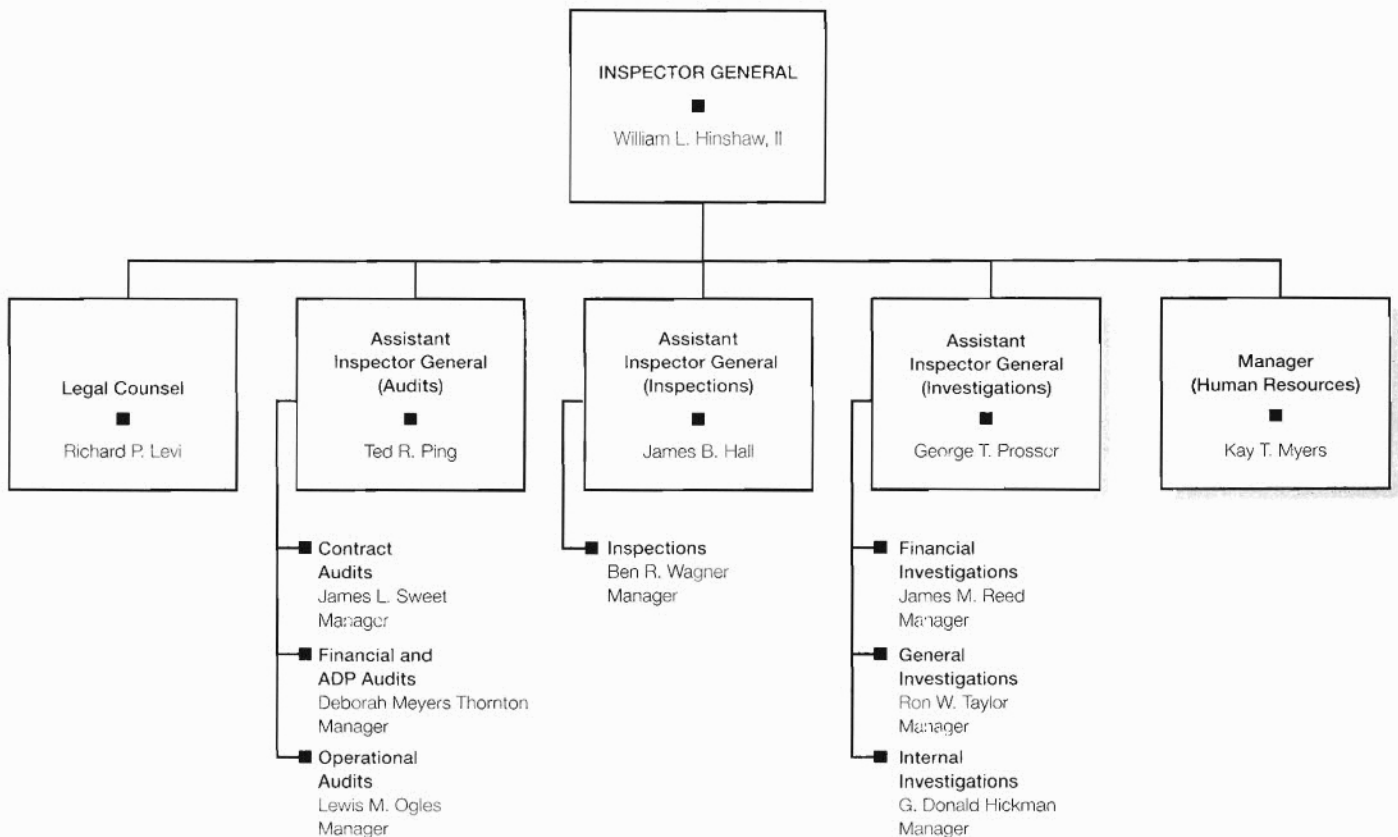 INSPECTOR GENERAL
William L. Hinshaw, II
Legal Counsel
Richard P. Levi
Assistant
Inspector General
(Audits)
Ted R. Ping
Contract
Audits
James L. Sweet
Manager
Financial and
ADP Audits
Deborah Meyers Thornton
Manager
Operational
Audits
Lewis M. Ogles
Manager
Assistant
Inspector General
(Inspections)
James B. Hall
Inspections
Ben R. Wagner
Manager
Assistant
Inspector General
(Investigations)
George T. Prosser
Financial
Investigations
James M. Reed
Manager
General
Investigations
Ron W. Taylor
Manager
Internal
Investigations
G. Donald Hickman
Manager
Manager
(Human Resources)
Kay T. Myers